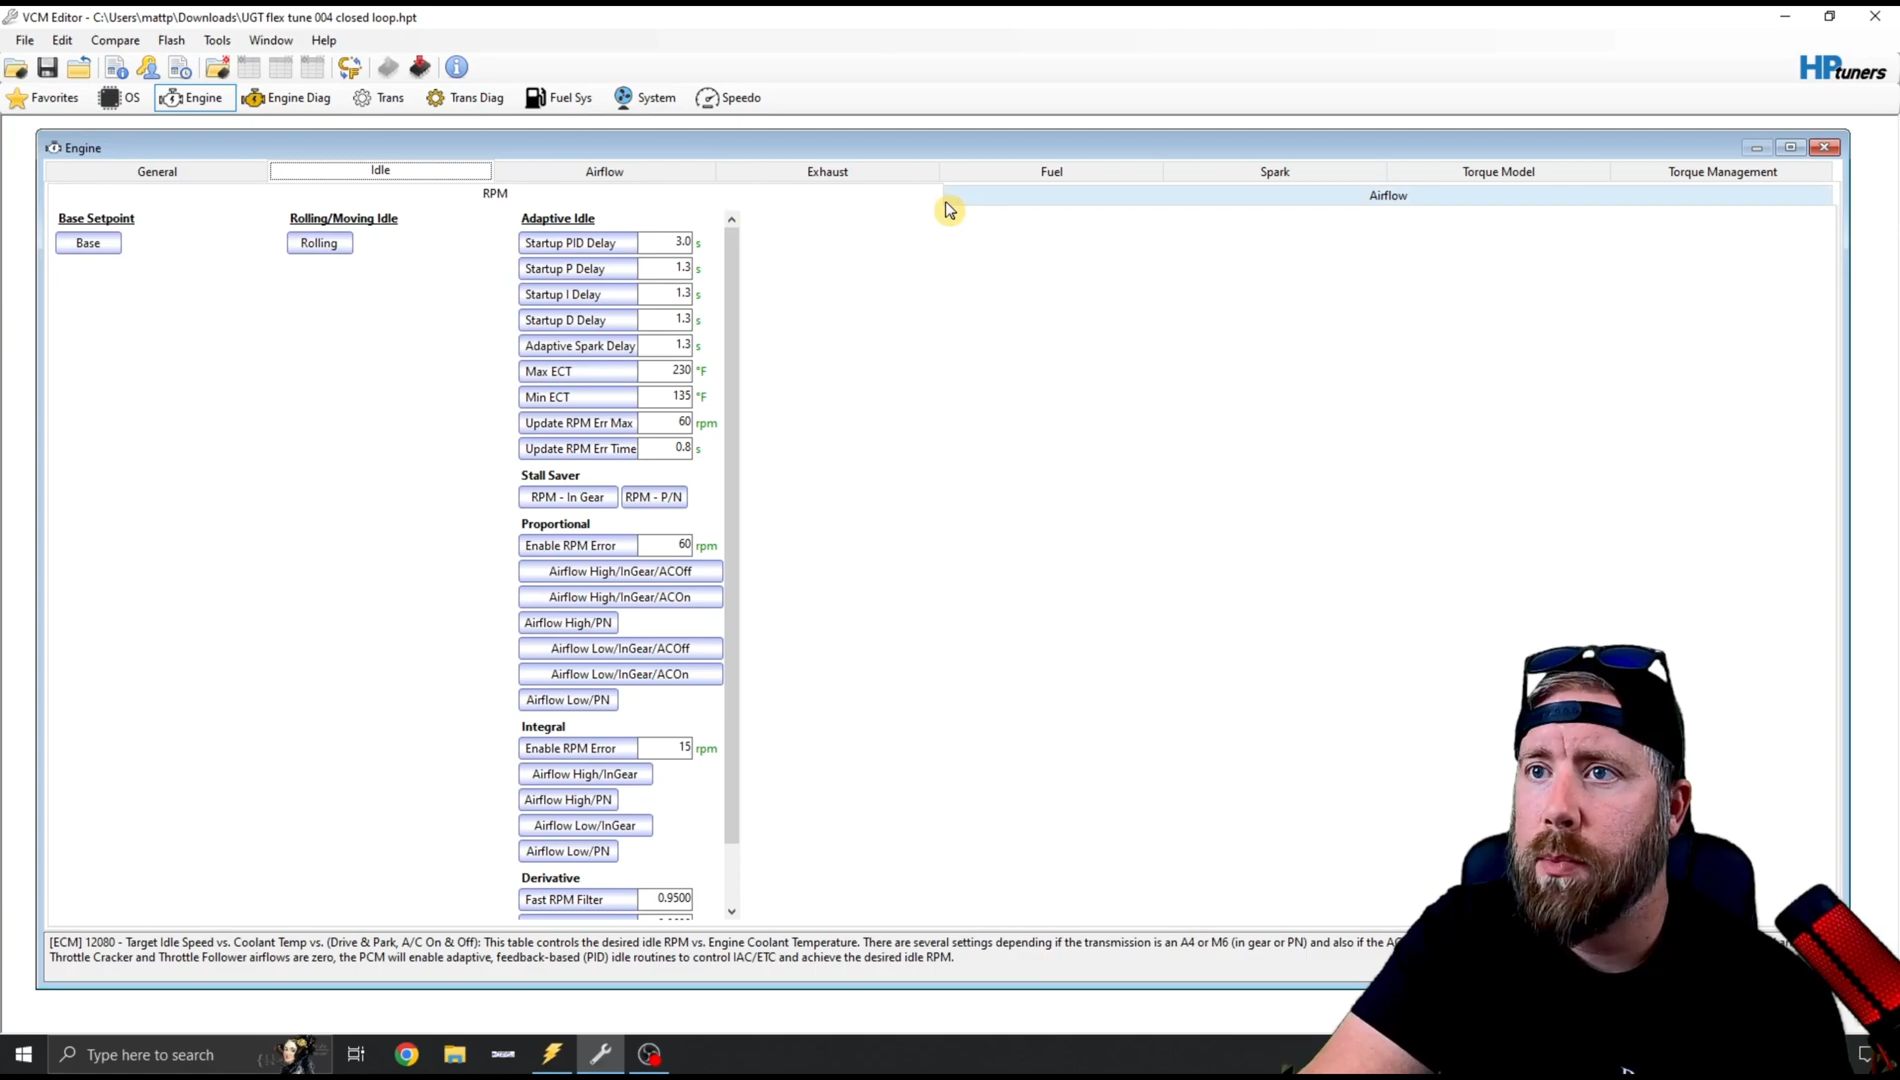 VCM Editor - C:\Users\mattp\Downloads\UGT flex tune 004 closed loop.hpt
File Edit Compare Flash Tools Window Help
HPtuners
Favorites OS Engine Engine Diag Trans Trans Diag Fuel Sys System Speedo
Engine
General Idle Airflow Exhaust Fuel Spark Torque Model Torque Management
RPM Airflow
Base Setpoint Rolling/Moving Idle Adaptive Idle
Base Rolling Startup PID Delay 3.0 s
Startup P Delay 1.3 s
Startup I Delay 1.3 s
Startup D Delay 1.3 s
Adaptive Spark Delay 1.3 s
Max ECT 230 °F
Min ECT 135 °F
Update RPM Err Max 60 rpm
Update RPM Err Time 0.8 s
Stall Saver
RPM - In Gear RPM - P/N
Proportional
Enable RPM Error 60 rpm
Airflow High/InGear/ACOff
Airflow High/InGear/ACOn
Airflow High/PN
Airflow Low/InGear/ACOff
Airflow Low/InGear/ACOn
Airflow Low/PN
Integral
Enable RPM Error 15 rpm
Airflow High/InGear
Airflow High/PN
Airflow Low/InGear
Airflow Low/PN
Derivative
Fast RPM Filter 0.9500
[ECM] 12080 - Target Idle Speed vs. Coolant Temp vs. (Drive & Park, A/C On & Off): This table controls the desired idle RPM vs. Engine Coolant Temperature. There are several settings depending if the transmission is an A4 or M6 (in gear or PN) and also if the AC
Throttle Cracker and Throttle Follower airflows are zero, the PCM will enable adaptive, feedback-based (PID) idle routines to control IAC/ETC and achieve the desired idle RPM.
Type here to search